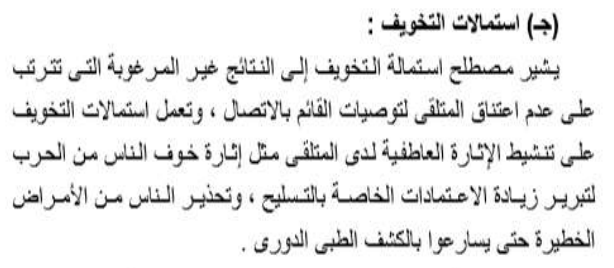 (جـ) استمالات التخويف :
يشير مصطلح استمالة التخويف إلى النتائج غير المرغوبة التى تترتب
على عدم اعتناق المتلقى لتوصيات القائم بالاتصال ، وتعمل استمالات التخويف
على تنشيط الإثارة العاطفية لدى المتلقى مثل إثارة خوف الناس من الحرب
لتبرير زيادة الاعتمادات الخاصة بالتسليح ، وتحذير الناس من الأمراض
الخطيرة حتى يسارعوا بالكشف الطبى الدورى .